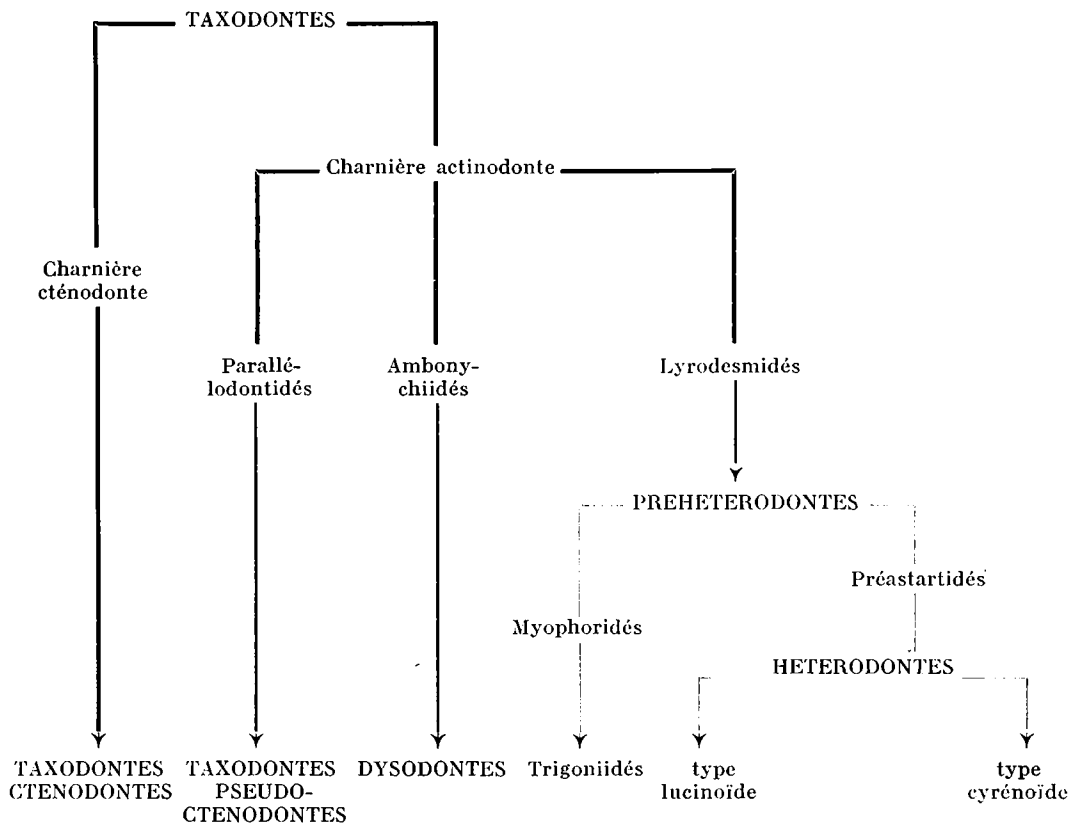 TAXODONTES
Charnière actinodonte
Charnière
cténodonte
Parallé-
lodontidés
Ambony-
chiidés
Lyrodesmidés
PREHETERODONTES
Préastartidés
Myophoridés
HETERODONTES
TAXODONTES
CTENODONTES
TAXODONTES
PSEUDO-
CTENODONTES
DYSODONTES
Trigoniidés
type
lucinoïde
type
cyrénoïde